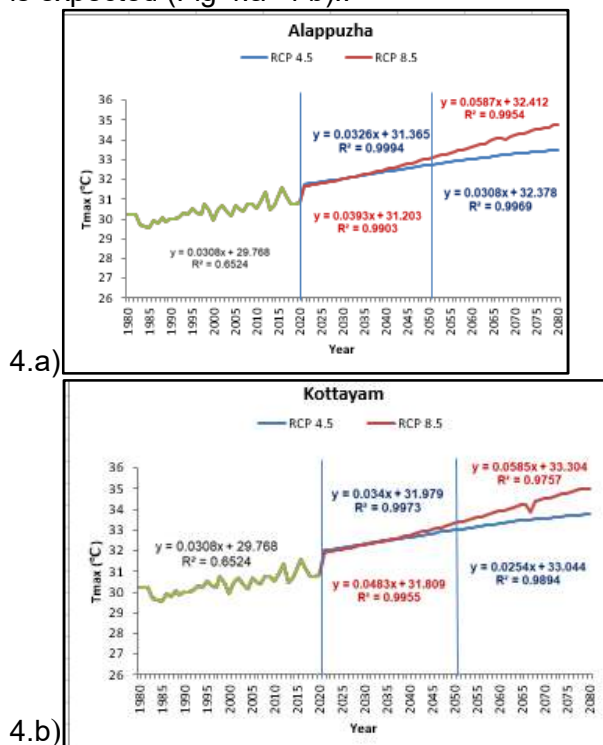 is expected (Fig 4.a - 4 b)..
Alappuzha
RCP 4.5 RCP 8.5
36
35
34
33
32
31
30
29
28
27
26
Tmax (°C)
y = 0.0587x + 32.412
R² = 0.9954
y = 0.0326x + 31.365
R² = 0.9994
y = 0.0308x + 32.378
R² = 0.9969
y = 0.0393x + 31.203
R² = 0.9903
y = 0.0308x + 29.768
R² = 0.6524
1980 1985 1990 1995 2000 2005 2010 2015 2020 2025 2030 2035 2040 2045 2050 2055 2060 2065 2070 2075 2080
Year
4.a)
Kottayam
RCP 4.5 RCP 8.5
36
35
34
33
32
31
30
29
28
27
26
Tmax (°C)
y = 0.0585x + 33.304
R² = 0.9757
y = 0.034x + 31.979
R² = 0.9973
y = 0.0308x + 29.768
R² = 0.6524
y = 0.0483x + 31.809
R² = 0.9955
y = 0.0254x + 33.044
R² = 0.9894
1980 1985 1990 1995 2000 2005 2010 2015 2020 2025 2030 2035 2040 2045 2050 2055 2060 2065 2070 2075 2080
Year
4.b)